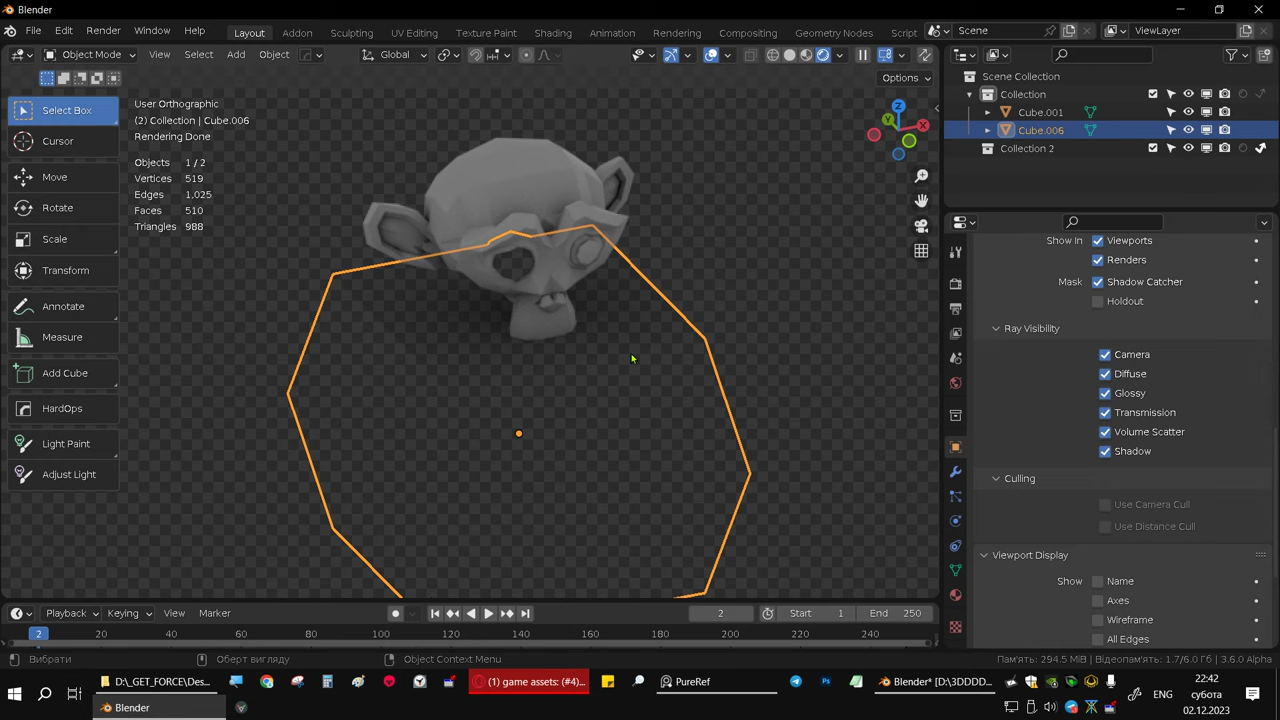 Blender
File Edit Render Window Help Layout Addon Sculpting UV Editing Texture Paint Shading Animation Rendering Compositing Geometry Nodes Script Scene ViewLayer
Object Mode View Select Add Object Global
Options
Select Box
Cursor
Move
Rotate
Scale
Transform
Annotate
Measure
Add Cube
HardOps
Light Paint
Adjust Light
User Orthographic
(2) Collection | Cube.006
Rendering Done
Objects 1 / 2
Vertices 519
Edges 1,025
Faces 510
Triangles 988
Z
Y
X
Scene Collection
Collection
Cube.001
Cube.006
Collection 2
Show In Viewports
Renders
Mask Shadow Catcher
Holdout
Ray Visibility
Camera
Diffuse
Glossy
Transmission
Volume Scatter
Shadow
Culling
Use Camera Cull
Use Distance Cull
Viewport Display
Show Name
Axes
Wireframe
All Edges
Playback Keying View Marker 2 Start 1 End 250
2 20 40 60 80 100 120 140 160 180 200 220 240
Вибрати Оберт вигляду Object Context Menu Пам'ять: 294.5 MiB | Відеопам'ять: 1.7/6.0 Гб | 3.6.0 Alpha
D:\_GET_FORCE\Des... (1) game assets: (#4)... PureRef Blender* [D:\3DDDD...
Blender
ENG
22:42
субота
02.12.2023